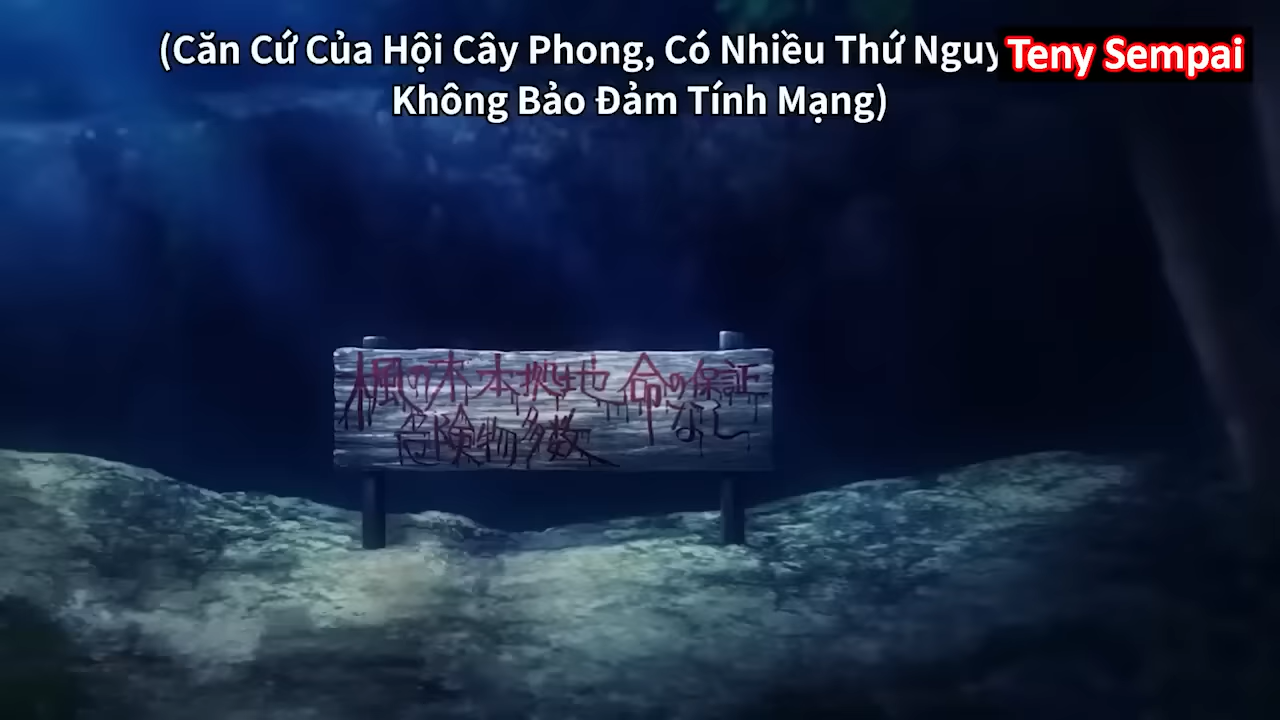 (Căn Cứ Của Hội Cây Phong, Có Nhiều Thứ Nguy
Teny Sempai
Không Bảo Đảm Tính Mạng)
楓の木 本拠地 命の保証
危険物多数 なし